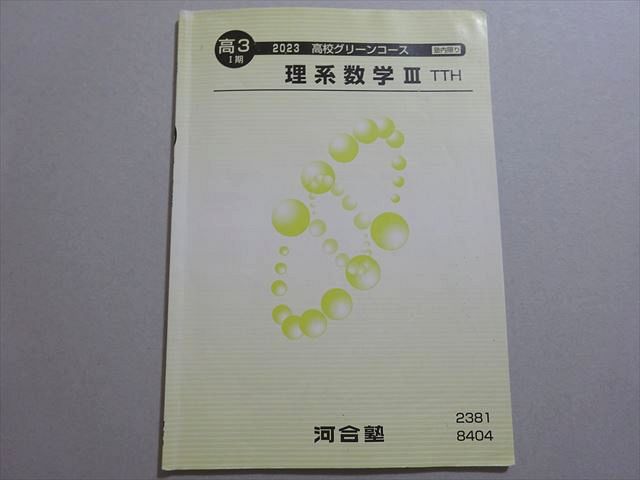 高3
I期
2023 高校グリーンコース
塾内限り
理系数学III TTH
河合塾
2381
8404